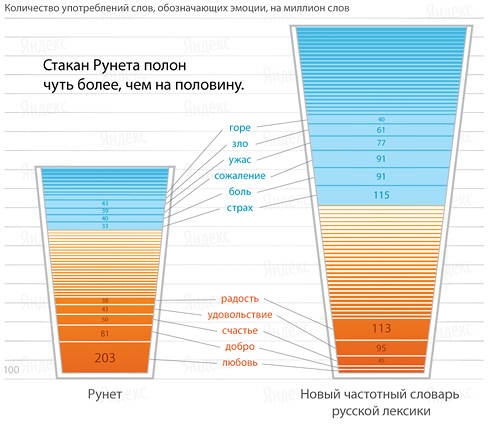 Количество употреблений слов, обозначающих эмоции, на миллион слов
Стакан Рунета полон
чуть более, чем на половину.
горе
зло
ужас
сожаление
боль
страх
40
61
77
91
91
115
43
39
40
33
радость
удовольствие
счастье
добро
любовь
38
43
50
81
203
113
95
45
100
Рунет
Новый частотный словарь
русской лексики
Яндекс